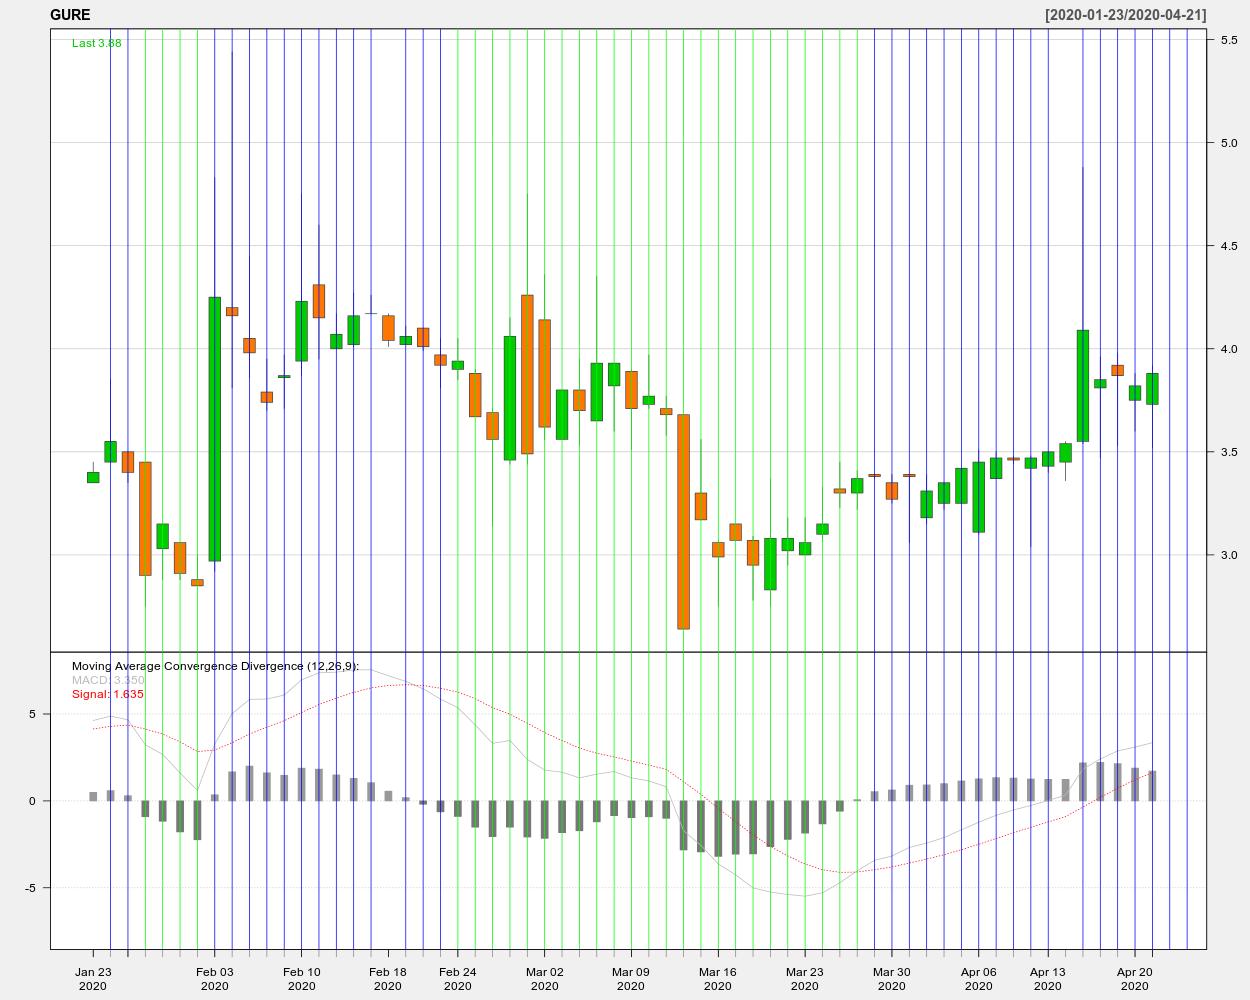 GURE
[2020-01-23/2020-04-21]
Last 3.88
5.5
5.0
4.5
4.0
3.5
3.0
Moving Average Convergence Divergence (12,26,9):
MACD: 3.350
Signal: 1.635
5
0
-5
Jan 23 Feb 03 Feb 10 Feb 18 Feb 24 Mar 02 Mar 09 Mar 16 Mar 23 Mar 30 Apr 06 Apr 13 Apr 20
2020 2020 2020 2020 2020 2020 2020 2020 2020 2020 2020 2020 2020